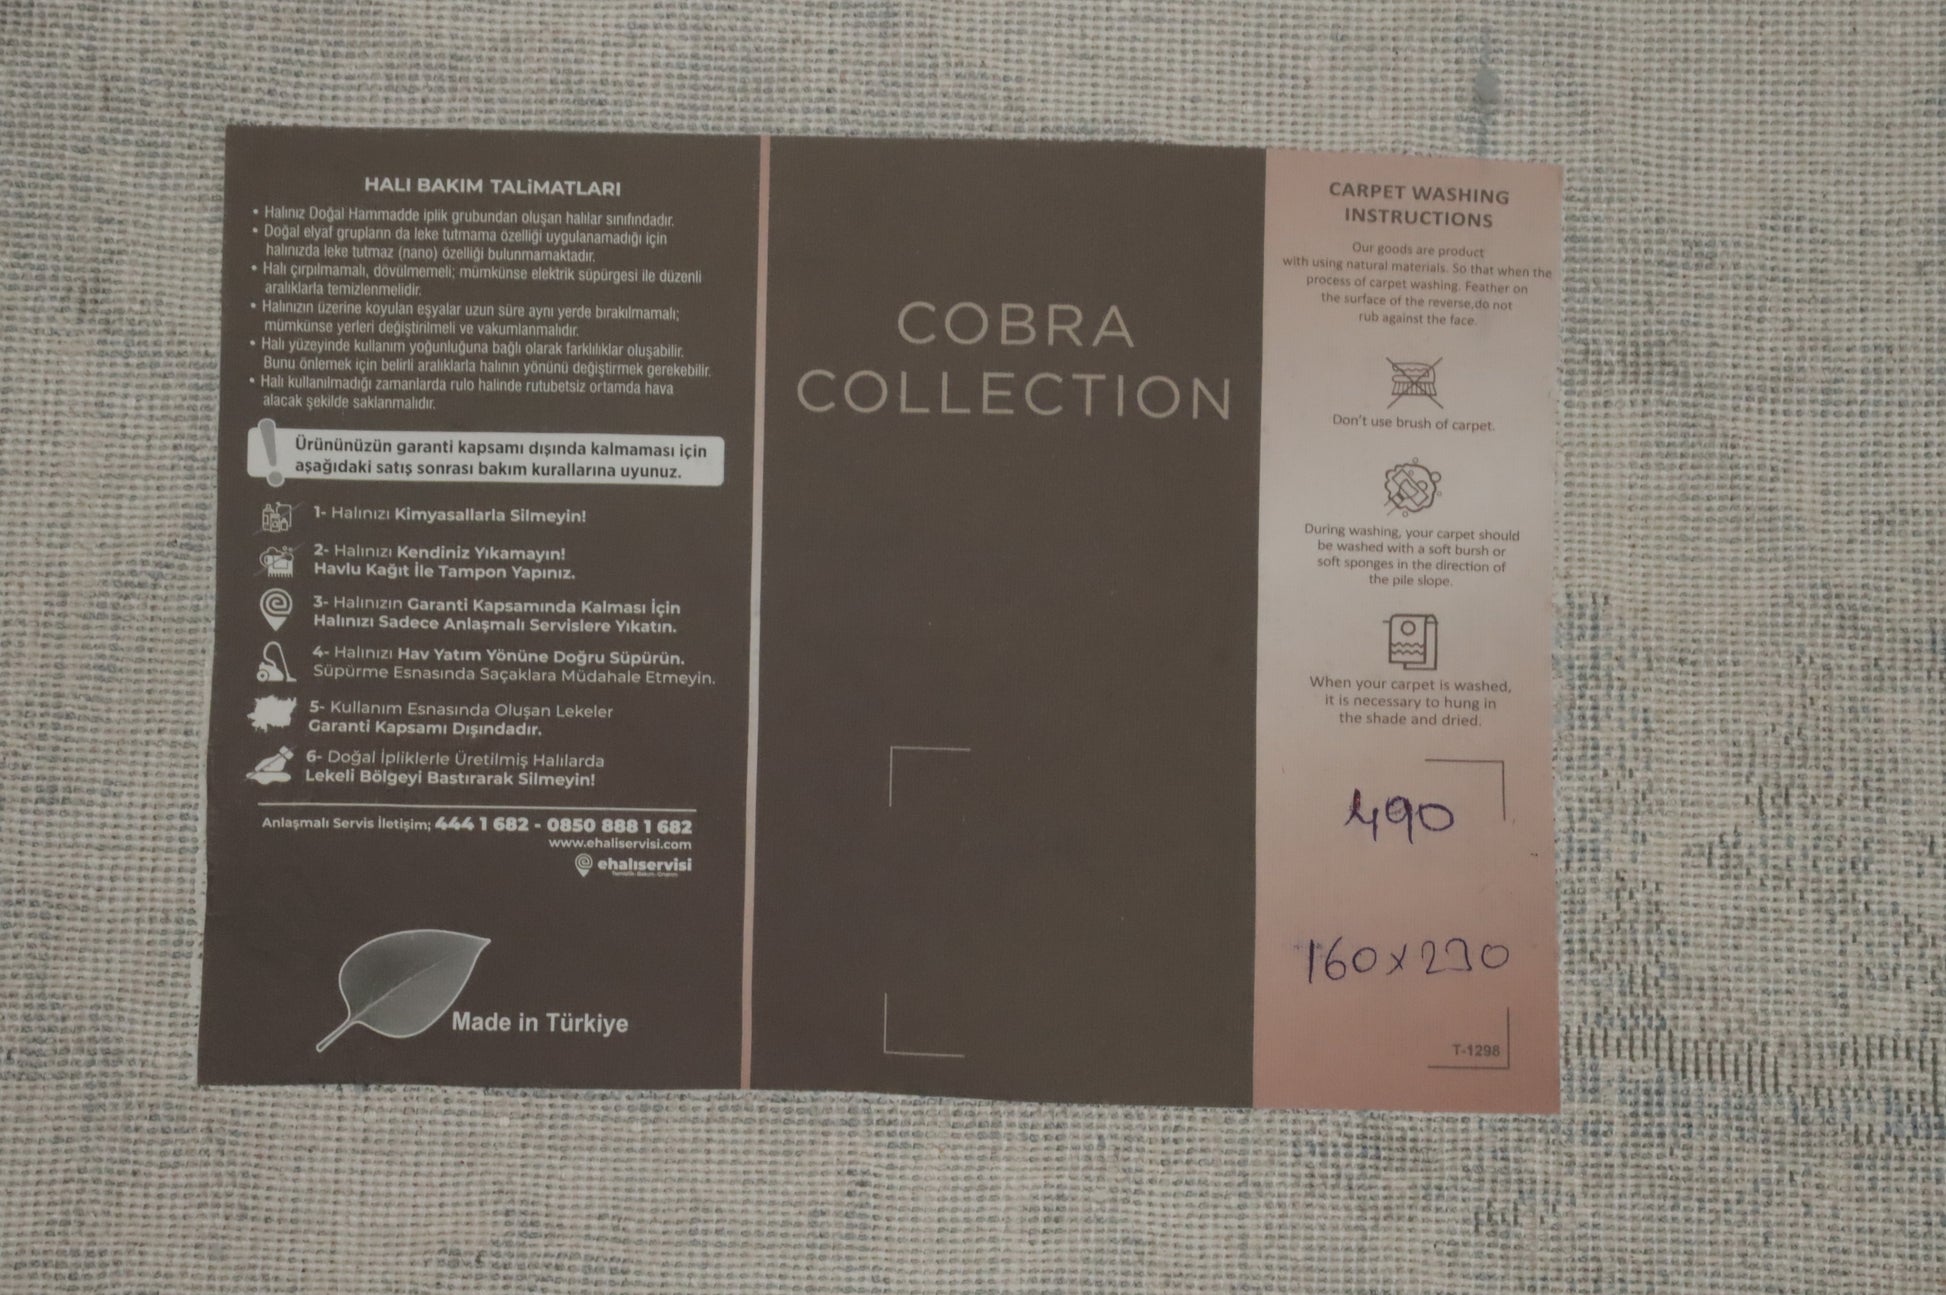 HALI BAKIM TALİMATLARI
• Halınız Doğal Hammadde iplik grubundan oluşan halılar sınıfındadır.
• Doğal elyaf grupların da leke tutmama özelliği uygulanamadığı için
halınızda leke tutmaz (nano) özelliği bulunmamaktadır.
• Halı çırpılmamalı, dövülmemeli; mümkünse elektrik süpürgesi ile düzenli
aralıklarla temizlenmelidir.
• Halınızın üzerine koyulan eşyalar uzun süre aynı yerde bırakılmamalı;
mümkünse yerleri değiştirilmeli ve vakumlanmalıdır.
• Halı yüzeyinde kullanım yoğunluğuna bağlı olarak farklılıklar oluşabilir.
Bunu önlemek için belirli aralıklarla halının yönünü değiştirmek gerekebilir.
• Halı kullanılmadığı zamanlarda rulo halinde rutubetsiz ortamda hava
alacak şekilde saklanmalıdır.
Ürününüzün garanti kapsamı dışında kalmaması için
aşağıdaki satış sonrası bakım kurallarına uyunuz.
1- Halınızı Kimyasallarla Silmeyin!
2- Halınızı Kendiniz Yıkamayın!
Havlu Kağıt İle Tampon Yapınız.
3- Halınızın Garanti Kapsamında Kalması İçin
Halınızı Sadece Anlaşmalı Servislere Yıkatın.
4- Halınızı Hav Yatım Yönüne Doğru Süpürün.
Süpürme Esnasında Saçaklara Müdahale Etmeyin.
5- Kullanım Esnasında Oluşan Lekeler
Garanti Kapsamı Dışındadır.
6- Doğal İpliklerle Üretilmiş Halılarda
Lekeli Bölgeyi Bastırarak Silmeyin!
Anlaşmalı Servis İletişim; 444 1 682 - 0850 888 1 682
www.ehaliservisi.com
ehalıservisi
Temizlik- Bakım- Onarım
Made in Türkiye
COBRA
COLLECTION
CARPET WASHING
INSTRUCTIONS
Our goods are product
with using natural materials. So that when the
process of carpet washing. Feather on
the surface of the reverse,do not
rub against the face.
Don't use brush of carpet.
During washing, your carpet should
be washed with a soft bursh or
soft sponges in the direction of
the pile slope.
When your carpet is washed,
it is necessary to hung in
the shade and dried.
490
160x230
T-1298